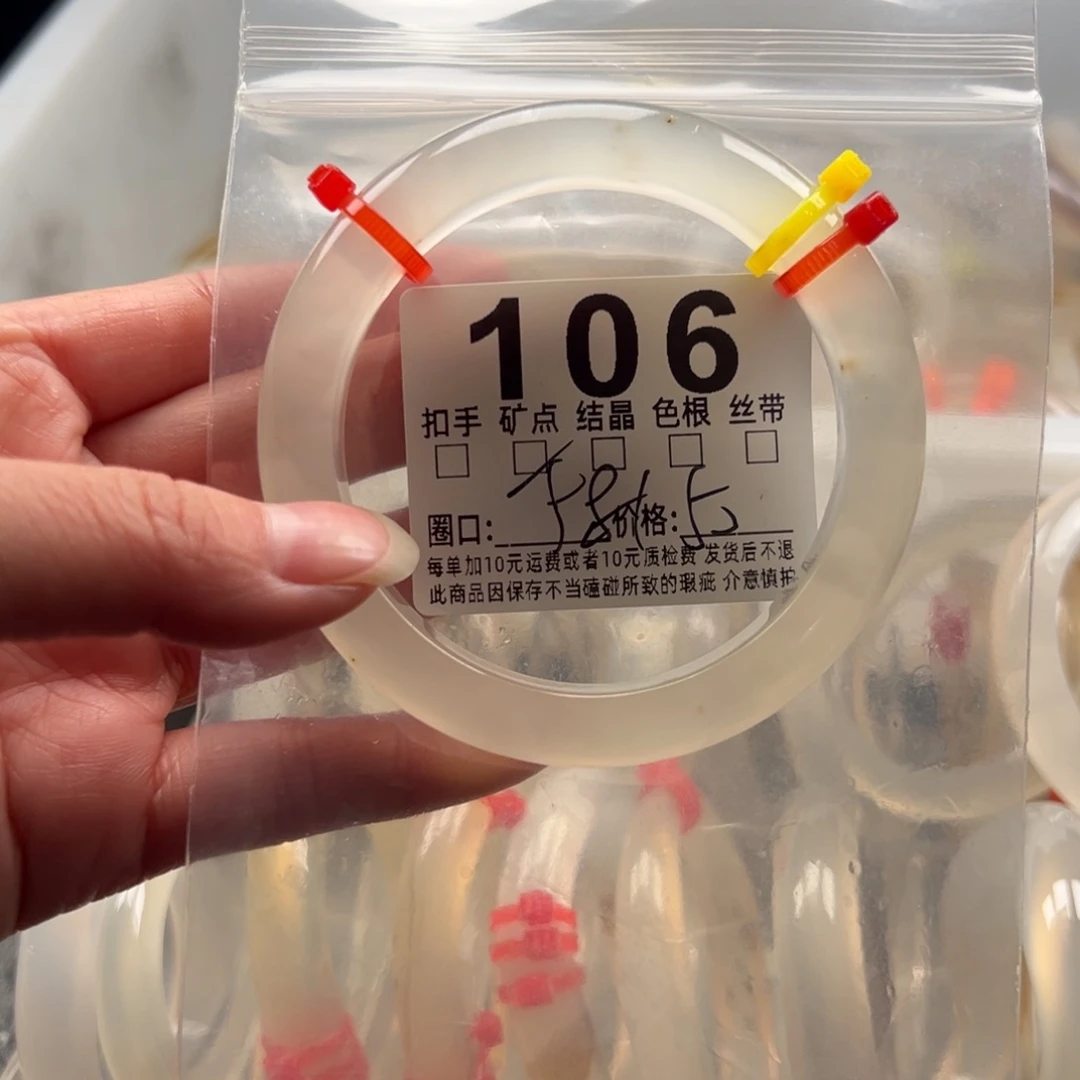 106
扣手 矿点 结晶 色根 丝带
圈口: 58 价格:
每单加10元运费或者10元质检费 发货后不退
此商品因保存不当磕碰所致的瑕疵 介意慎拍